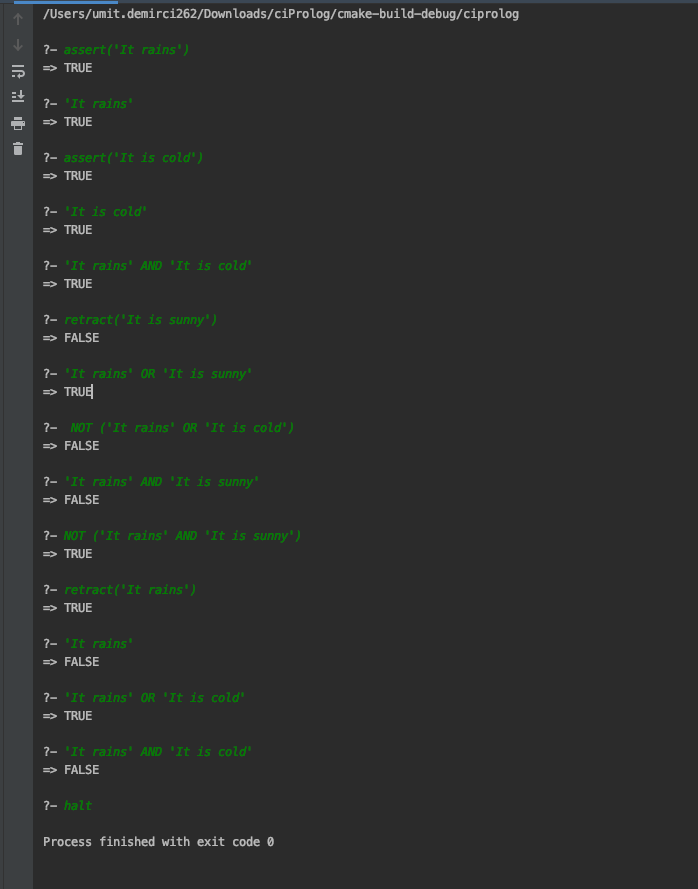 /Users/umit.demirci262/Downloads/ciProlog/cmake-build-debug/ciprolog
?- assert('It rains')
=> TRUE
?- 'It rains'
=> TRUE
?- assert('It is cold')
=> TRUE
?- 'It is cold'
=> TRUE
?- 'It rains' AND 'It is cold'
=> TRUE
?- retract('It is sunny')
=> FALSE
?- 'It rains' OR 'It is sunny'
=> TRUE
?-  NOT ('It rains' OR 'It is cold')
=> FALSE
?- 'It rains' AND 'It is sunny'
=> FALSE
?- NOT ('It rains' AND 'It is sunny')
=> TRUE
?- retract('It rains')
=> TRUE
?- 'It rains'
=> FALSE
?- 'It rains' OR 'It is cold'
=> TRUE
?- 'It rains' AND 'It is cold'
=> FALSE
?- halt
Process finished with exit code 0